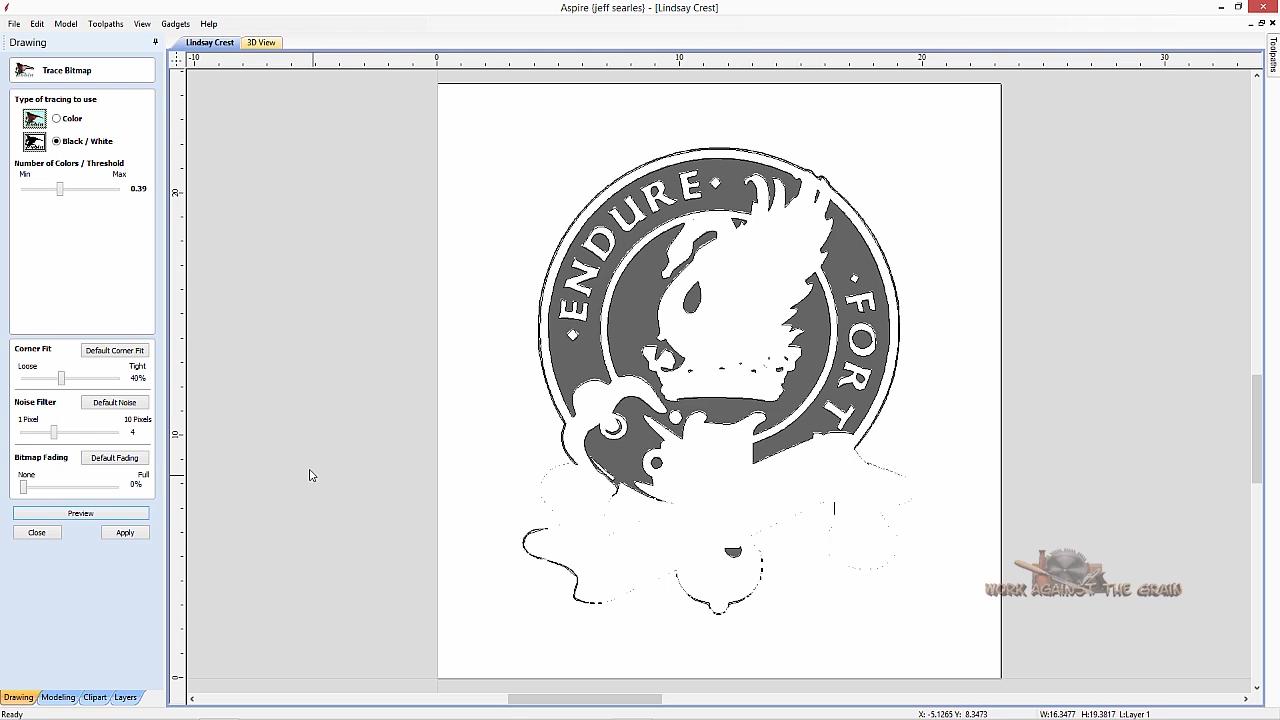 Aspire {jeff searles} - [Lindsay Crest]
File Edit Model Toolpaths View Gadgets Help
Drawing
Lindsay Crest 3D View
Toolpaths
-10 0 10 20 30
20
10
0
Trace Bitmap
Type of tracing to use
Color
Black / White
Number of Colors / Threshold
Min Max
0.39
Corner Fit Default Corner Fit
Loose Tight
40%
Noise Filter Default Noise
1 Pixel 10 Pixels
4
Bitmap Fading Default Fading
None Full
0%
Preview
Close Apply
ENDURE FORT
WORK AGAINST THE GRAIN
Drawing Modeling Clipart Layers
Ready X: -5.1265 Y: 8.3473 W:16.3477 H:19.3817 L:Layer 1